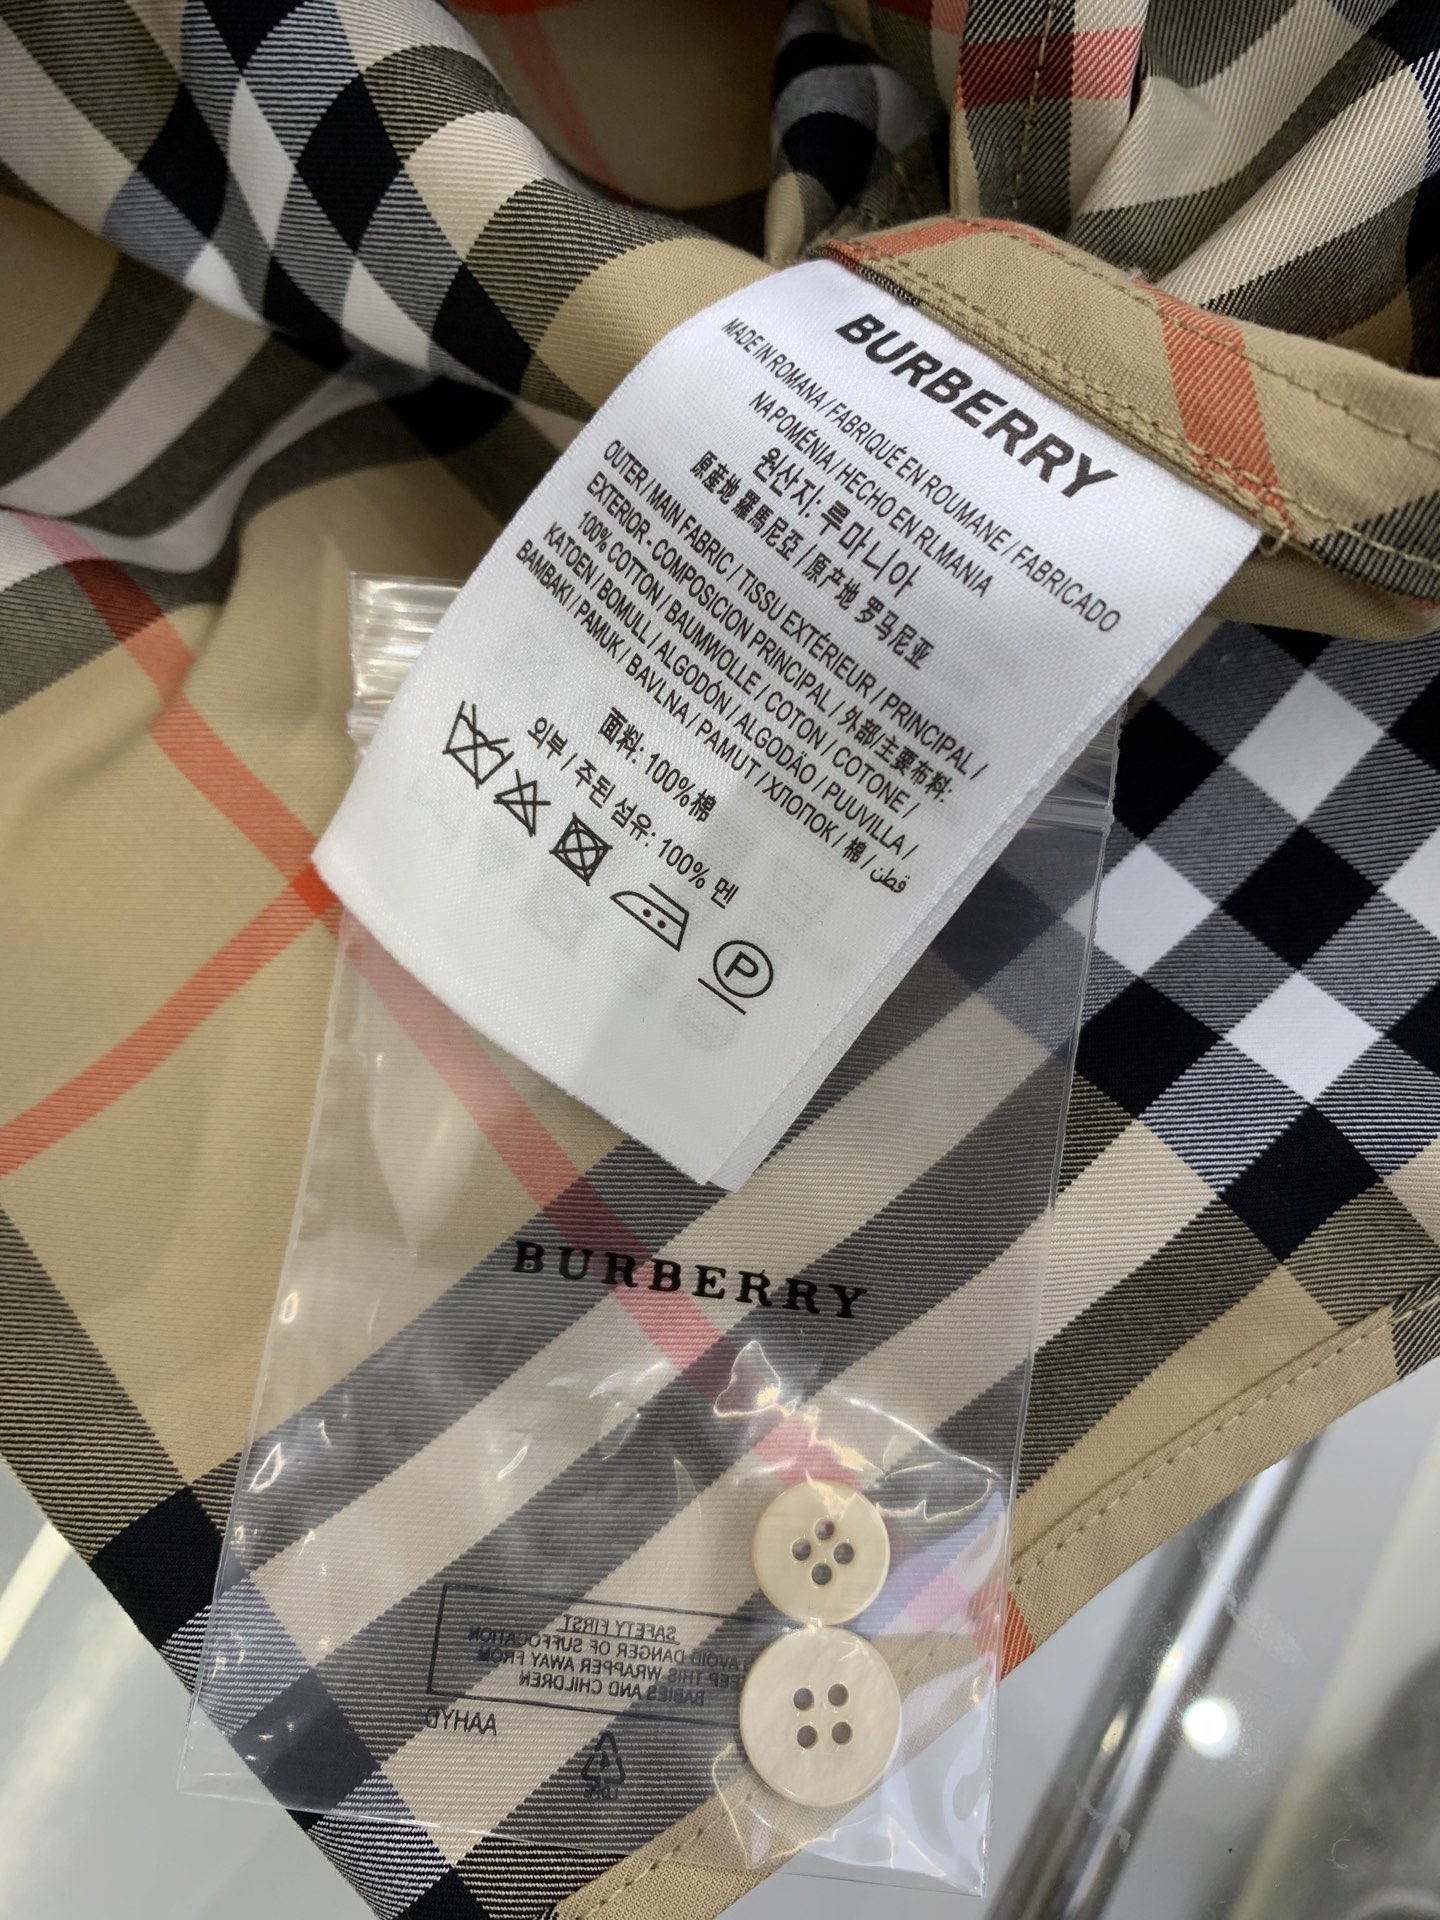 BURBERRY
MADE IN ROMANA / FABRIQUÉ EN ROUMANE / FABRICADO
NA POMÉNIA / HECHO EN RLMANIA
원산지: 루마니아
原産地 羅馬尼亞 / 原产地 罗马尼亚
OUTER / MAIN FABRIC / TISSU EXTÉRIEUR / PRINCIPAL /
EXTERIOR - COMPOSICION PRINCIPAL / 外部/主要布料:
100% COTTON / BAUMWOLLE / COTON / COTONE /
KATOEN / BOMULL / ALGODÓN / ALGODÃO / PUUVILLA /
BAMBAKI / PAMUK / BAVLNA / PAMUT / ХЛОПОК / 棉 / قطن
面料: 100%棉
외부 / 주된 섬유: 100% 멘
P
BURBERRY
SAFETY FIRST
AVOID DANGER OF SUFFOCATION
KEEP THIS WRAPPER AWAY FROM
BABIES AND CHILDREN
AAHYD